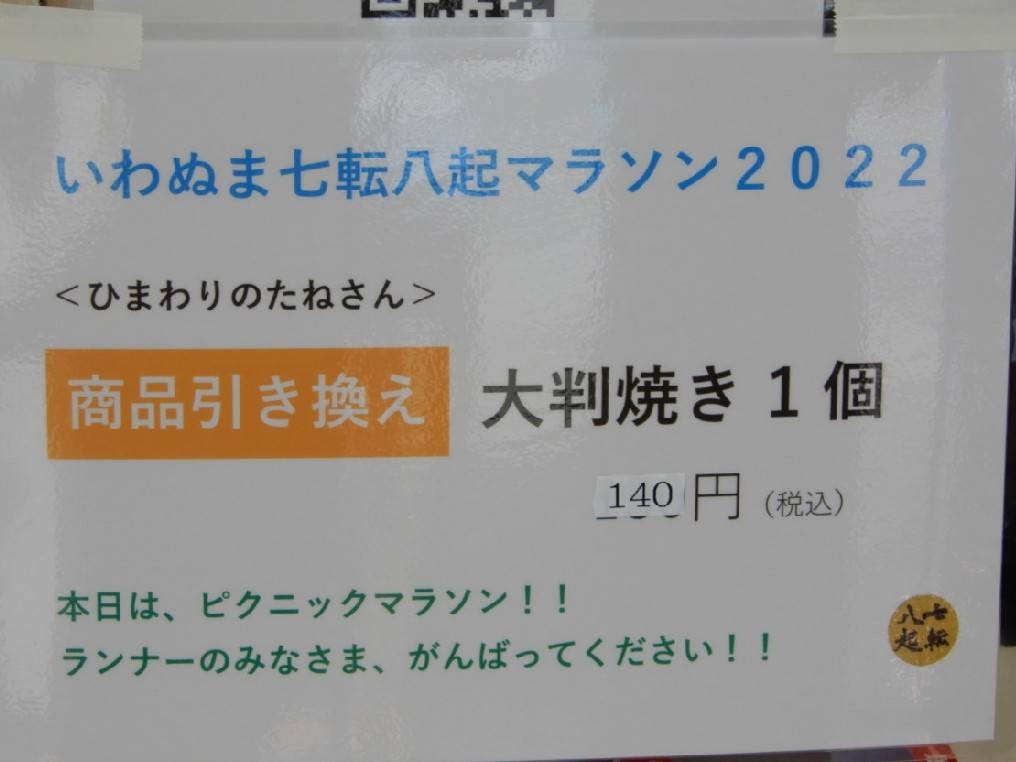 いわぬま七転八起マラソン２０２２
＜ひまわりのたねさん＞
商品引き換え 大判焼き１個
140円（税込）
本日は、ピクニックマラソン！！
ランナーのみなさま、がんばってください！！
七転
八起